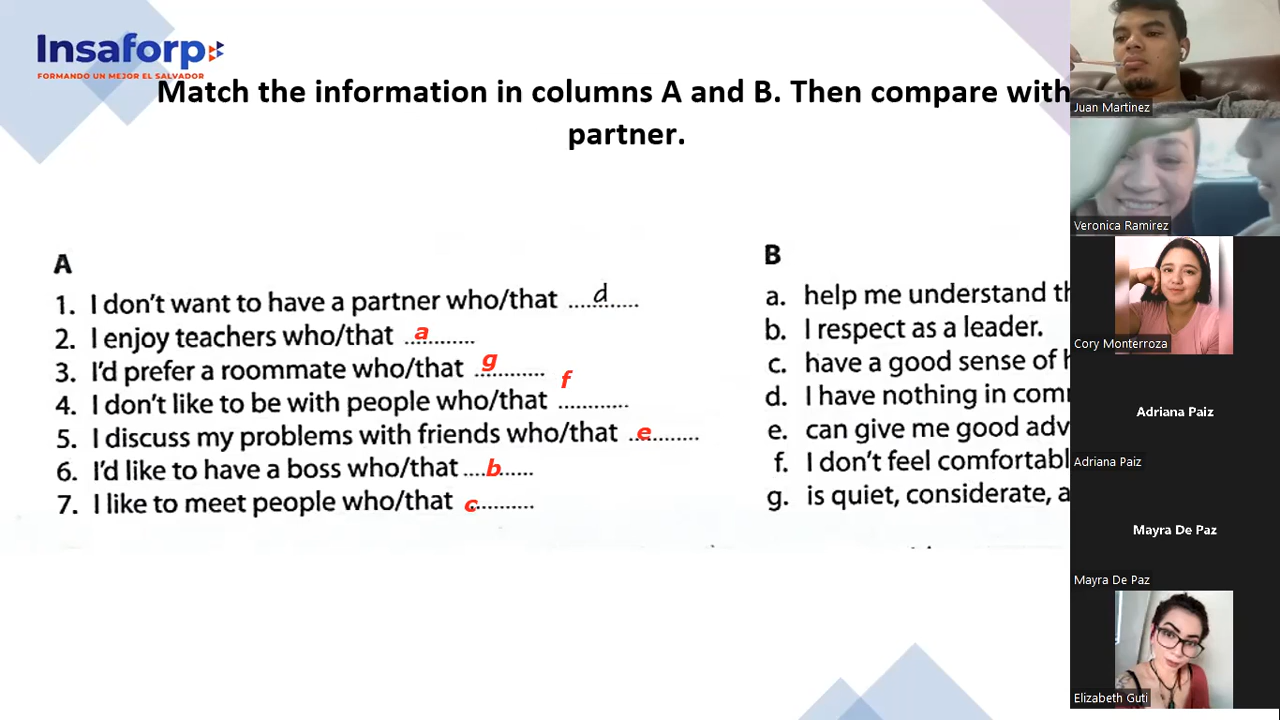 Insaforp
FORMANDO UN MEJOR EL SALVADOR
Match the information in columns A and B. Then compare with
partner.
A
1. I don't want to have a partner who/that ......d......
2. I enjoy teachers who/that ..a.........
3. I'd prefer a roommate who/that ..g..........
4. I don't like to be with people who/that ............
f
5. I discuss my problems with friends who/that ..e.........
6. I'd like to have a boss who/that ....b......
7. I like to meet people who/that c...........
B
a. help me understand th
b. I respect as a leader.
c. have a good sense of h
d. I have nothing in com
e. can give me good adv
f. I don't feel comfortabl
g. is quiet, considerate, a
Juan Martinez
Veronica Ramirez
Cory Monterroza
Adriana Paiz
Adriana Paiz
Mayra De Paz
Mayra De Paz
Elizabeth Guti